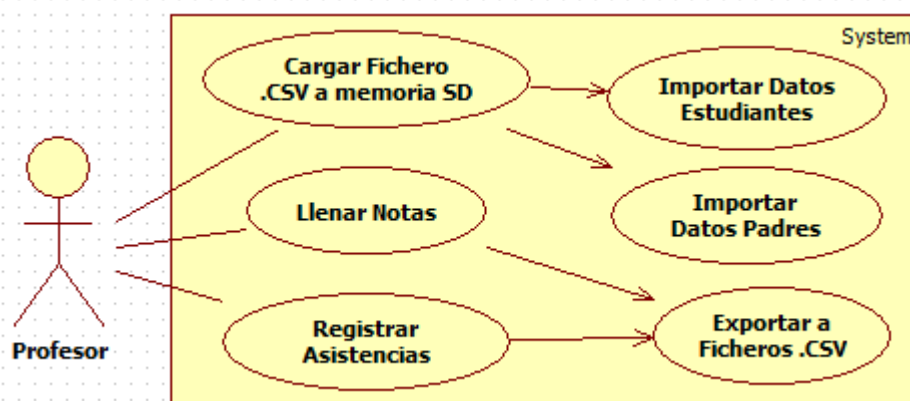 System
Cargar Fichero
.CSV a memoria SD
Importar Datos
Estudiantes
Llenar Notas
Importar
Datos Padres
Profesor
Registrar
Asistencias
Exportar a
Ficheros .CSV